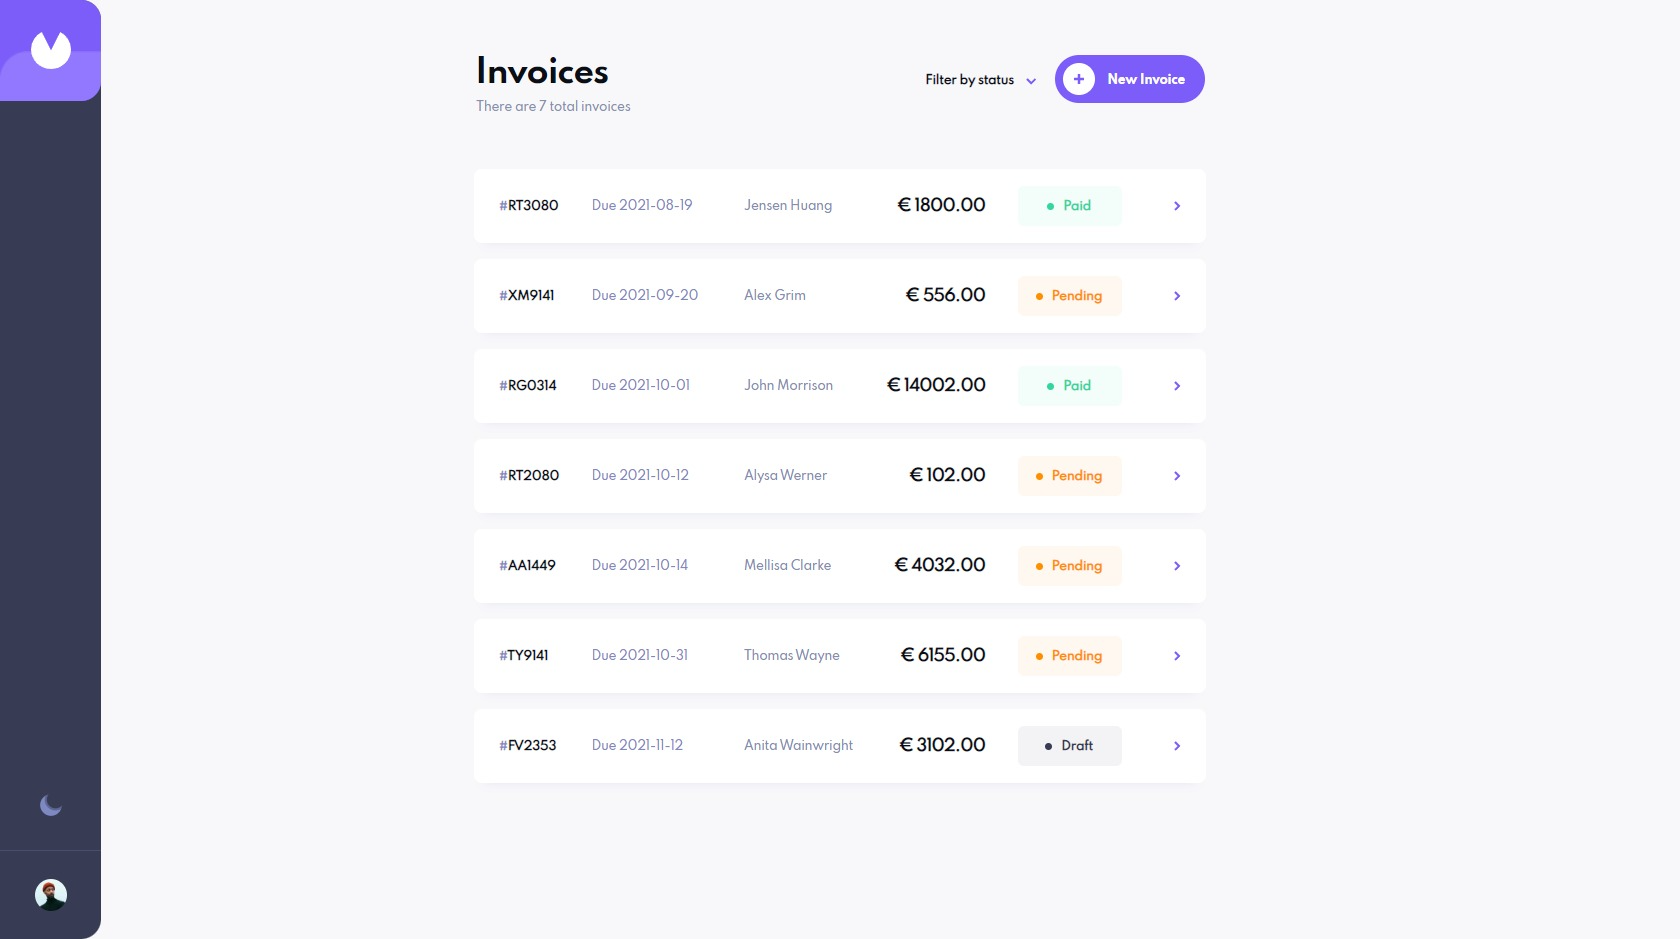 Invoices
There are 7 total invoices
Filter by status
New Invoice
#RT3080 Due 2021-08-19 Jensen Huang € 1800.00 Paid
#XM9141 Due 2021-09-20 Alex Grim € 556.00 Pending
#RG0314 Due 2021-10-01 John Morrison € 14002.00 Paid
#RT2080 Due 2021-10-12 Alysa Werner € 102.00 Pending
#AA1449 Due 2021-10-14 Mellisa Clarke € 4032.00 Pending
#TY9141 Due 2021-10-31 Thomas Wayne € 6155.00 Pending
#FV2353 Due 2021-11-12 Anita Wainwright € 3102.00 Draft